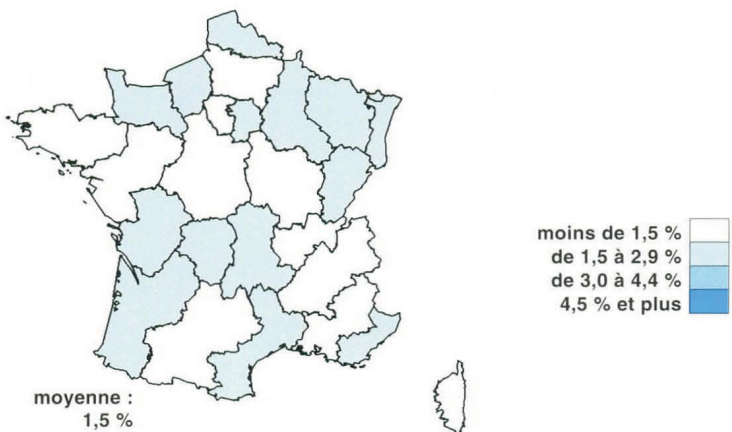 moins de 1,5 %
de 1,5 à 2,9 %
de 3,0 à 4,4 %
4,5 % et plus
moyenne :
1,5 %